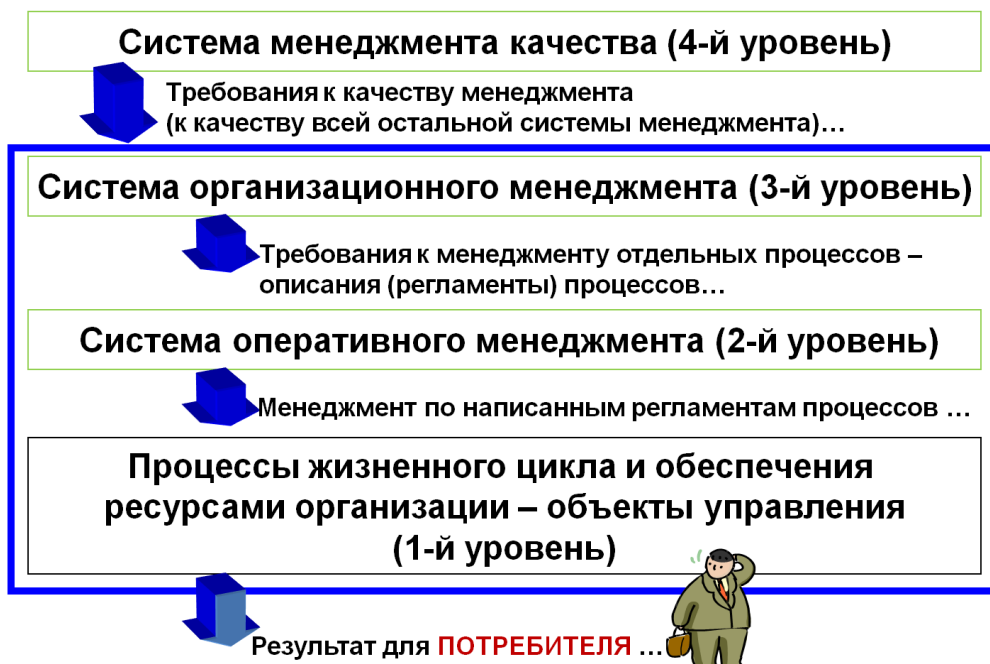 Система менеджмента качества (4-й уровень)
Требования к качеству менеджмента
(к качеству всей остальной системы менеджмента)…
Система организационного менеджмента (3-й уровень)
Требования к менеджменту отдельных процессов –
описания (регламенты) процессов…
Система оперативного менеджмента (2-й уровень)
Менеджмент по написанным регламентам процессов …
Процессы жизненного цикла и обеспечения
ресурсами организации – объекты управления
(1-й уровень)
Результат для ПОТРЕБИТЕЛЯ …